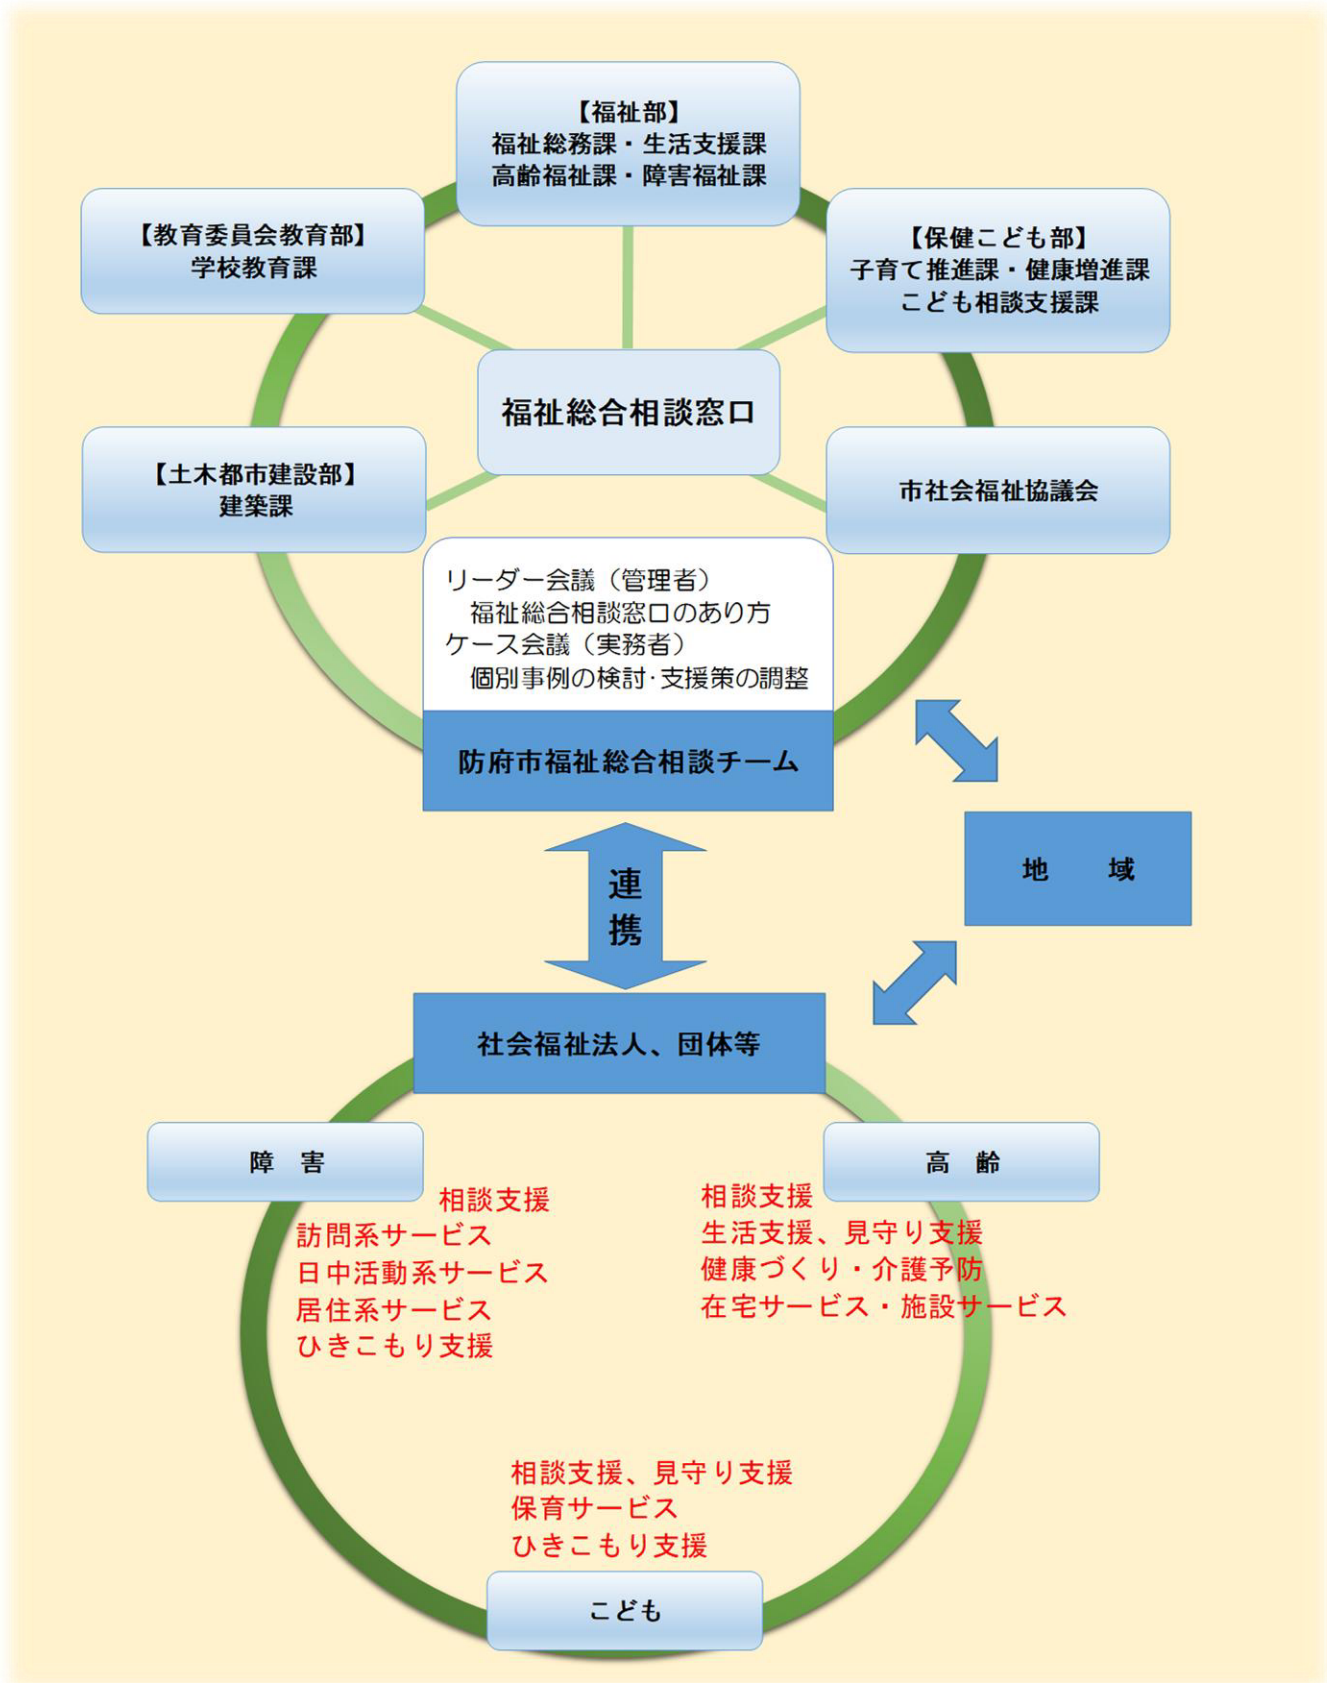 【福祉部】
福祉総務課・生活支援課
高齢福祉課・障害福祉課
【教育委員会教育部】
学校教育課
【保健こども部】
子育て推進課・健康増進課
こども相談支援課
福祉総合相談窓口
【土木都市建設部】
建築課
市社会福祉協議会
リーダー会議（管理者）
福祉総合相談窓口のあり方
ケース会議（実務者）
個別事例の検討･支援策の調整
防府市福祉総合相談チーム
連
携
地　　域
社会福祉法人、団体等
障　害
相談支援
訪問系サービス
日中活動系サービス
居住系サービス
ひきこもり支援
高　齢
相談支援
生活支援、見守り支援
健康づくり・介護予防
在宅サービス・施設サービス
相談支援、見守り支援
保育サービス
ひきこもり支援
こども